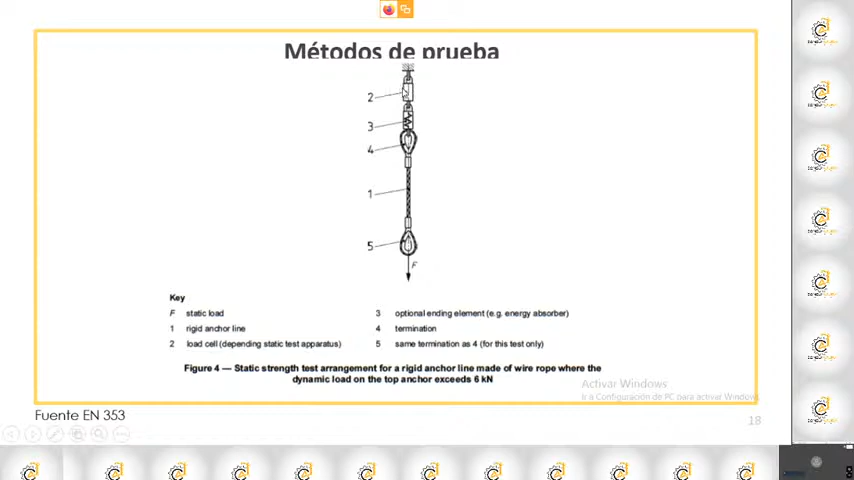 Métodos de prueba
2
3
4
1
5
F
Key
F static load
1 rigid anchor line
2 load cell (depending static test apparatus)
3 optional ending element (e.g. energy absorber)
4 termination
5 same termination as 4 (for this test only)
Figure 4 — Static strength test arrangement for a rigid anchor line made of wire rope where the
dynamic load on the top anchor exceeds 6 kN
Activar Windows
Ir a Configuración de PC para activar Windows.
Fuente EN 353
18